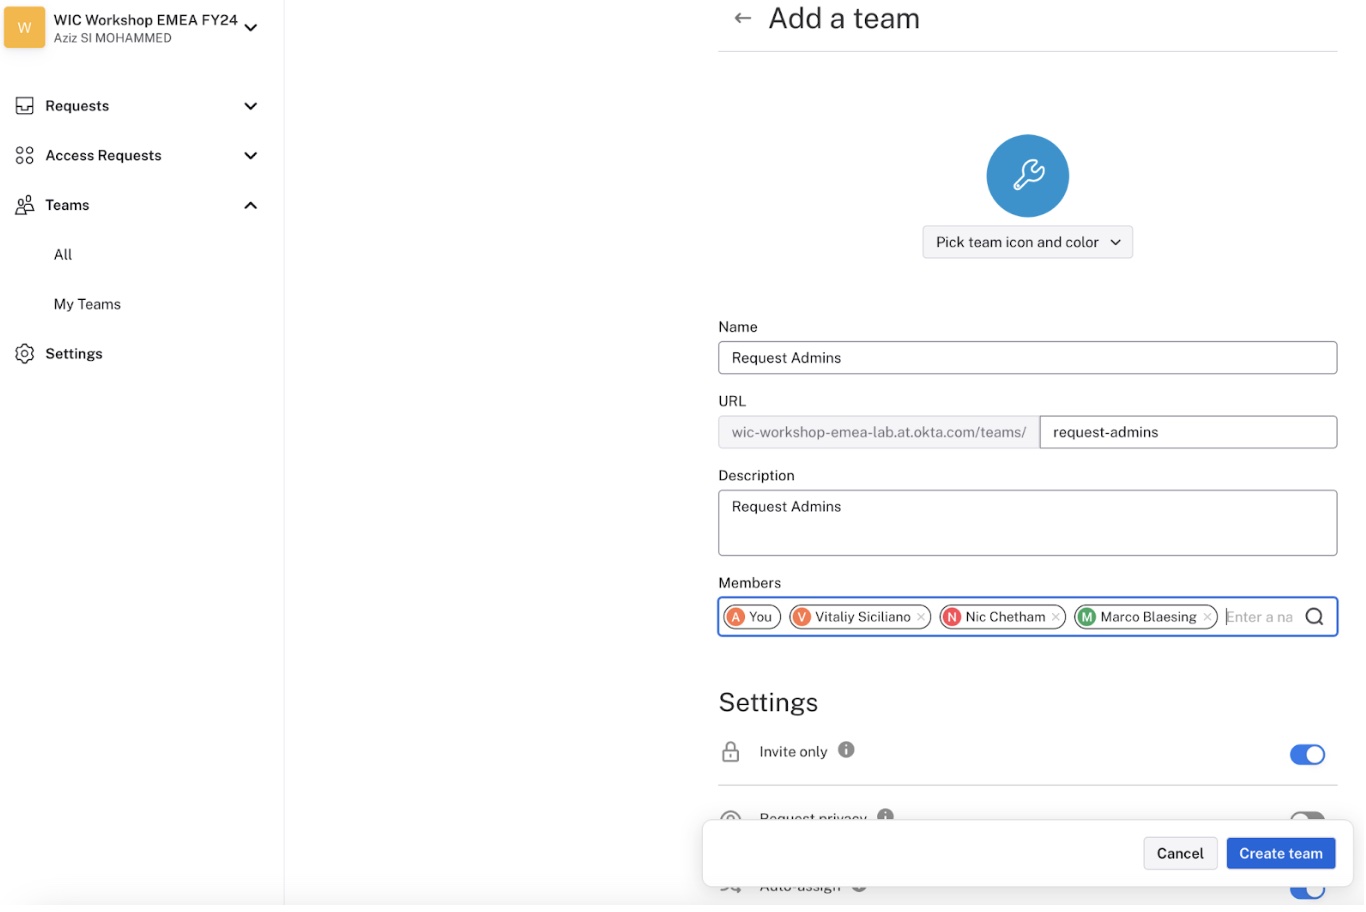 W
WIC Workshop EMEA FY24
Aziz SI MOHAMMED
Requests
Access Requests
Teams
All
My Teams
Settings
Add a team
Pick team icon and color
Name
Request Admins
URL
wic-workshop-emea-lab.at.okta.com/teams/ request-admins
Description
Request Admins
Members
A You V Vitaliy Siciliano N Nic Chetham M Marco Blaesing Enter a na
Settings
Invite only
Request privacy
Cancel Create team
Auto-assign